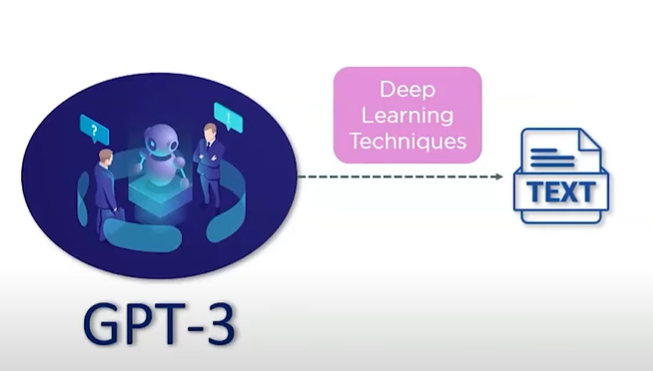 ?
!
Deep
Learning
Techniques
TEXT
GPT-3